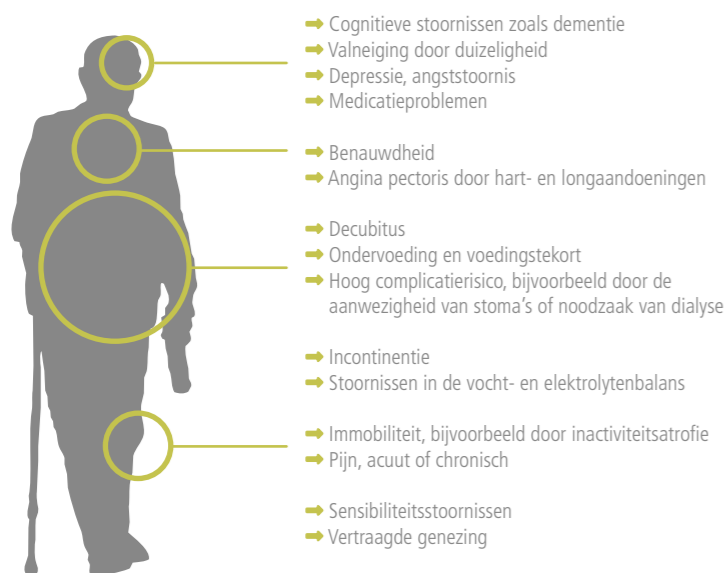 ➡ Cognitieve stoornissen zoals dementie
➡ Valneiging door duizeligheid
➡ Depressie, angststoornis
➡ Medicatieproblemen
➡ Benauwdheid
➡ Angina pectoris door hart- en longaandoeningen
➡ Decubitus
➡ Ondervoeding en voedingstekort
➡ Hoog complicatierisico, bijvoorbeeld door de
aanwezigheid van stoma’s of noodzaak van dialyse
➡ Incontinentie
➡ Stoornissen in de vocht- en elektrolytenbalans
➡ Immobiliteit, bijvoorbeeld door inactiviteitsatrofie
➡ Pijn, acuut of chronisch
➡ Sensibiliteitsstoornissen
➡ Vertraagde genezing